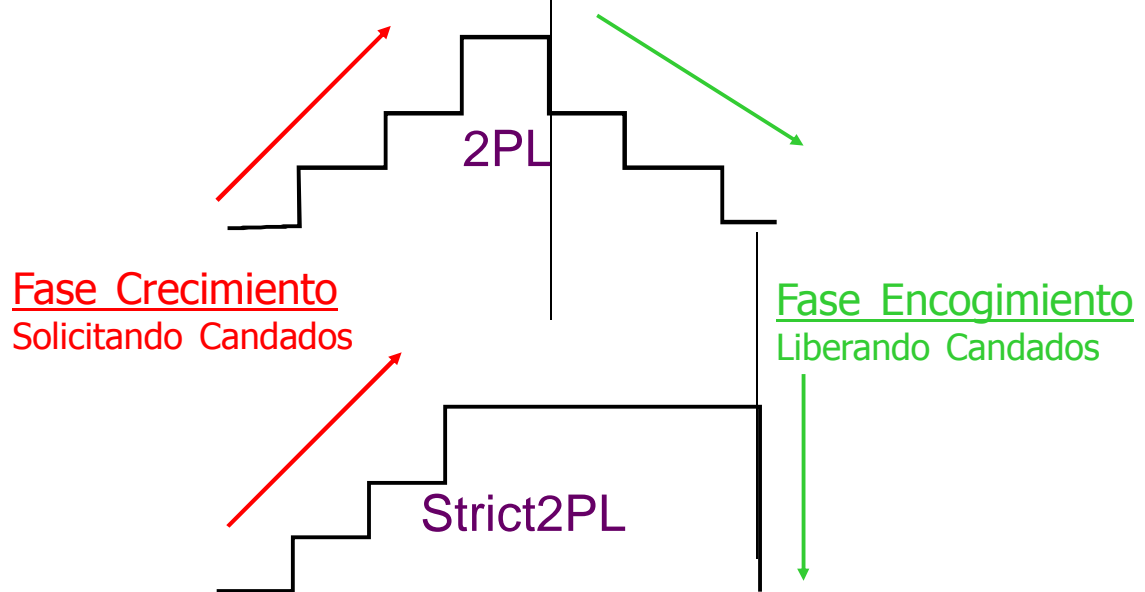 2PL
Fase Crecimiento
Solicitando Candados
Fase Encogimiento
Liberando Candados
Strict2PL